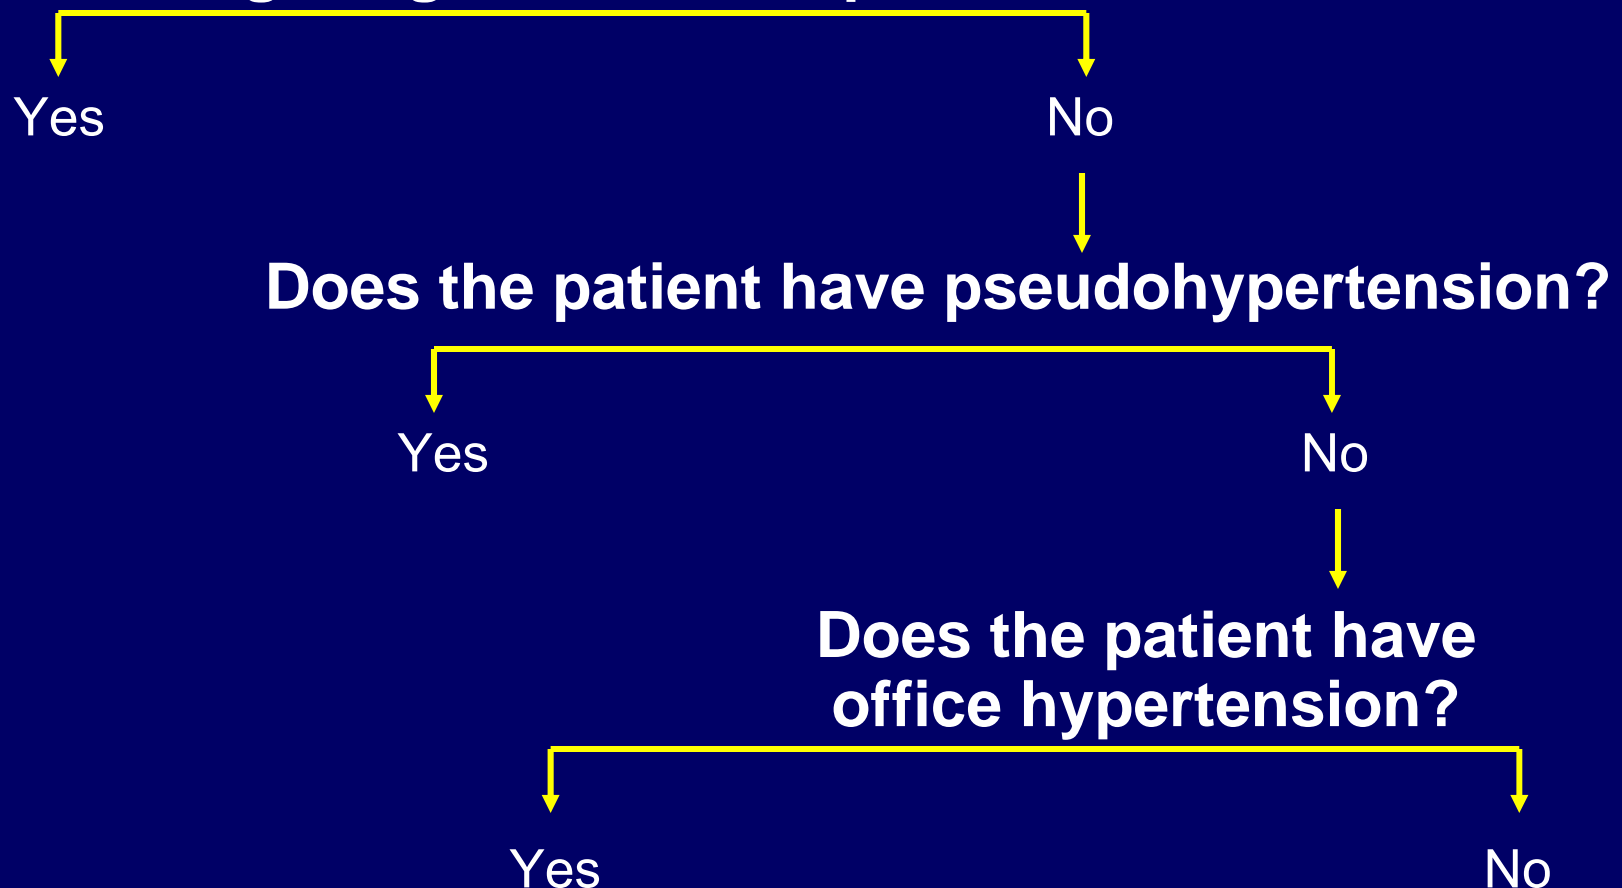 Yes
No
Does the patient have pseudohypertension?
Yes
No
Does the patient have
office hypertension?
Yes
No